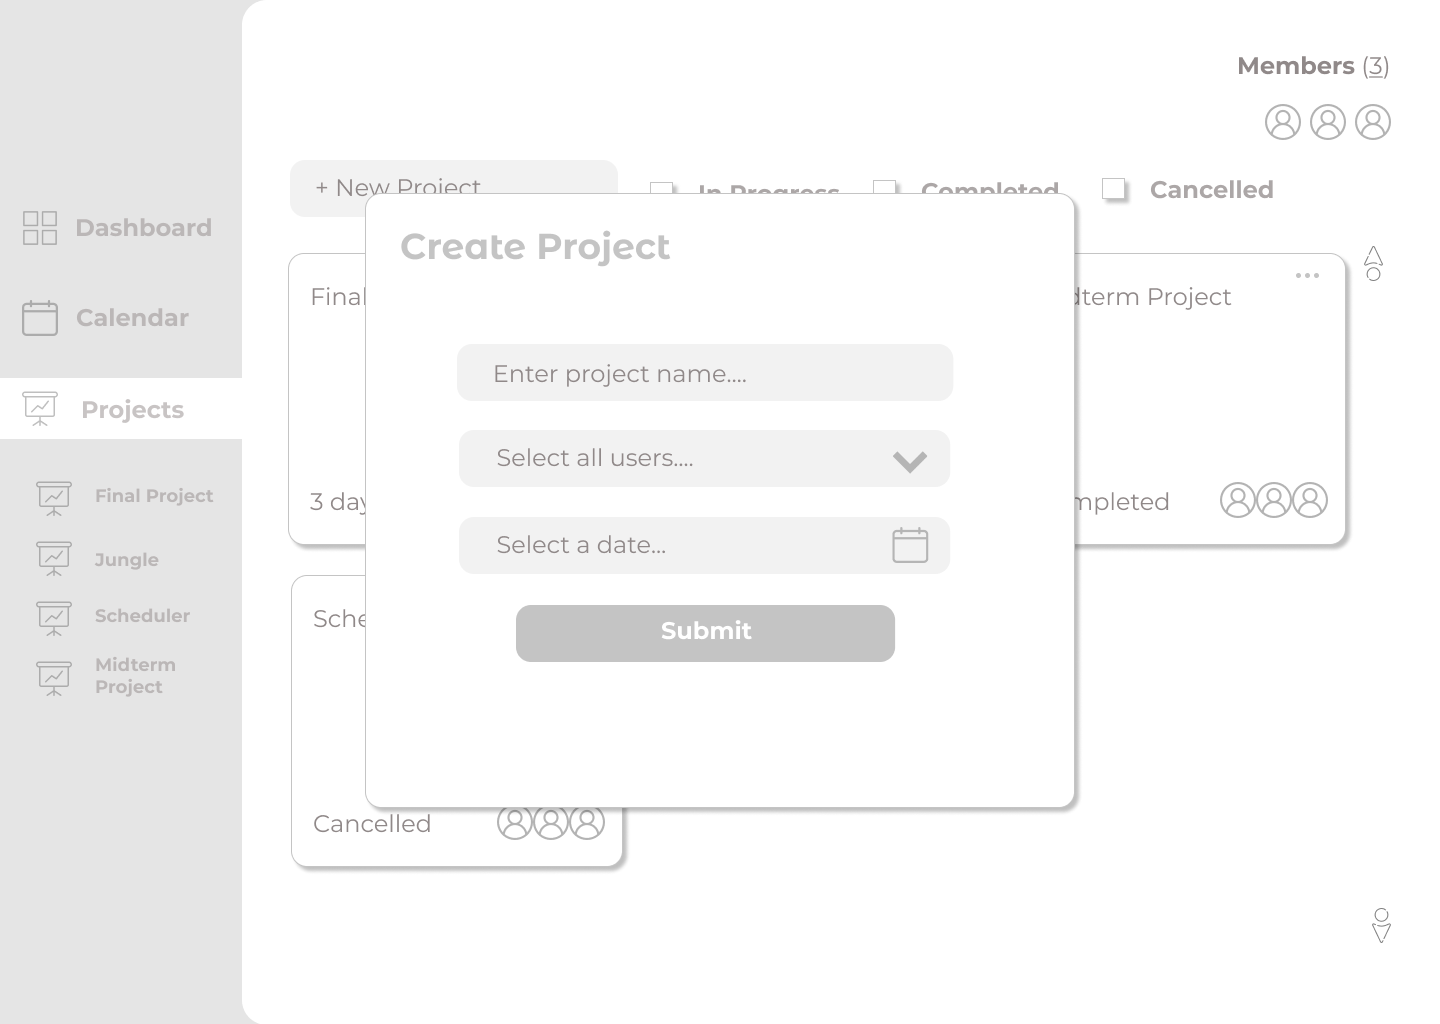 Members (3)
+ New Project
In Progress
Completed
Cancelled
Dashboard
Calendar
Projects
Final Project
Jungle
Scheduler
Midterm
Project
Create Project
Enter project name....
Select all users....
Select a date...
Submit
Final
dterm Project
3 day
mpleted
Sche
Cancelled